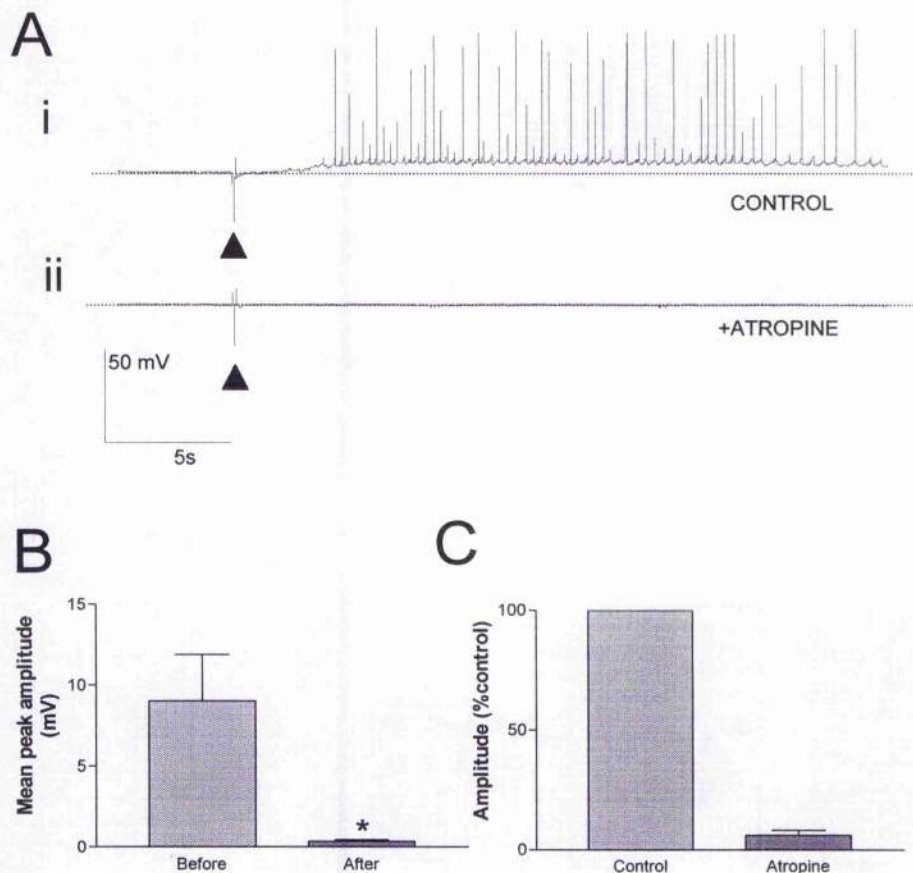 A
i
CONTROL
ii
+ATROPINE
50 mV
5s
B
Mean peak amplitude
(mV)
15
10
5
0
*
Before
After
C
Amplitude (%control)
100
50
0
Control
Atropine